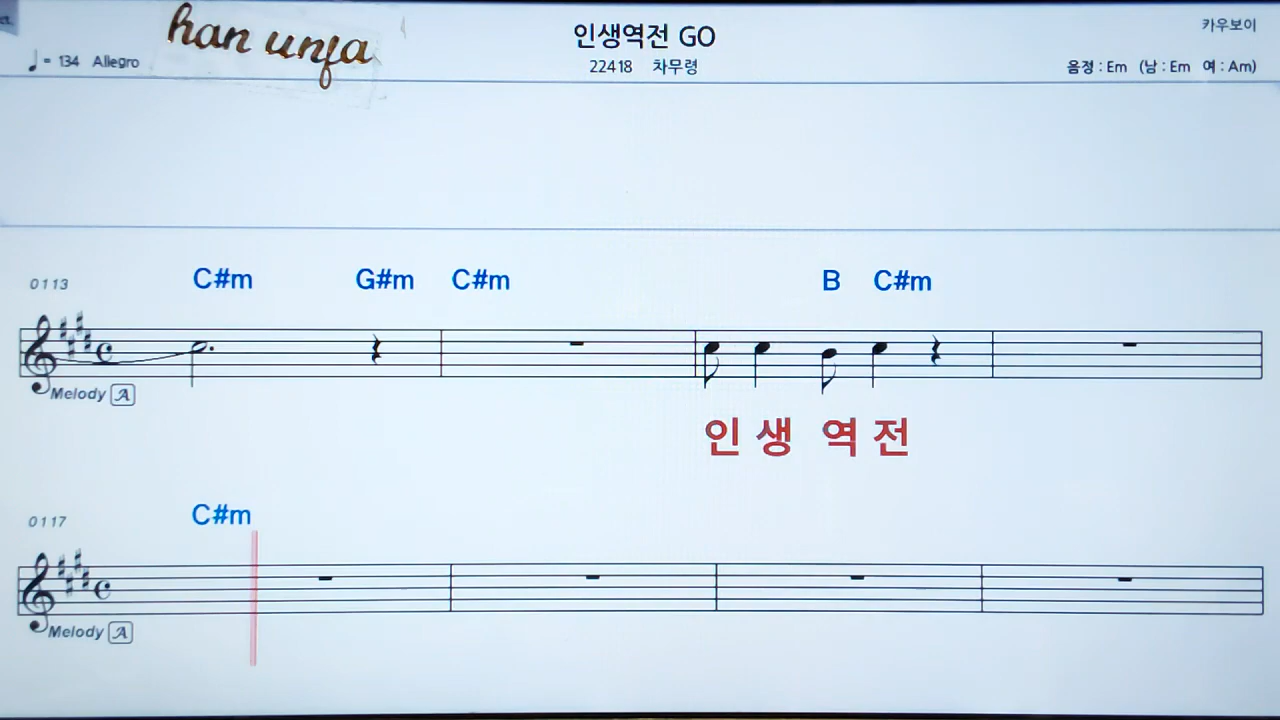 han unfa
인생역전 GO
카우보이
♩= 134 Allegro
22418 차무령
음정 : Em (남 : Em 여 : Am)
0113 C#m G#m C#m B C#m
Melody A
인 생 역 전
0117 C#m
Melody A